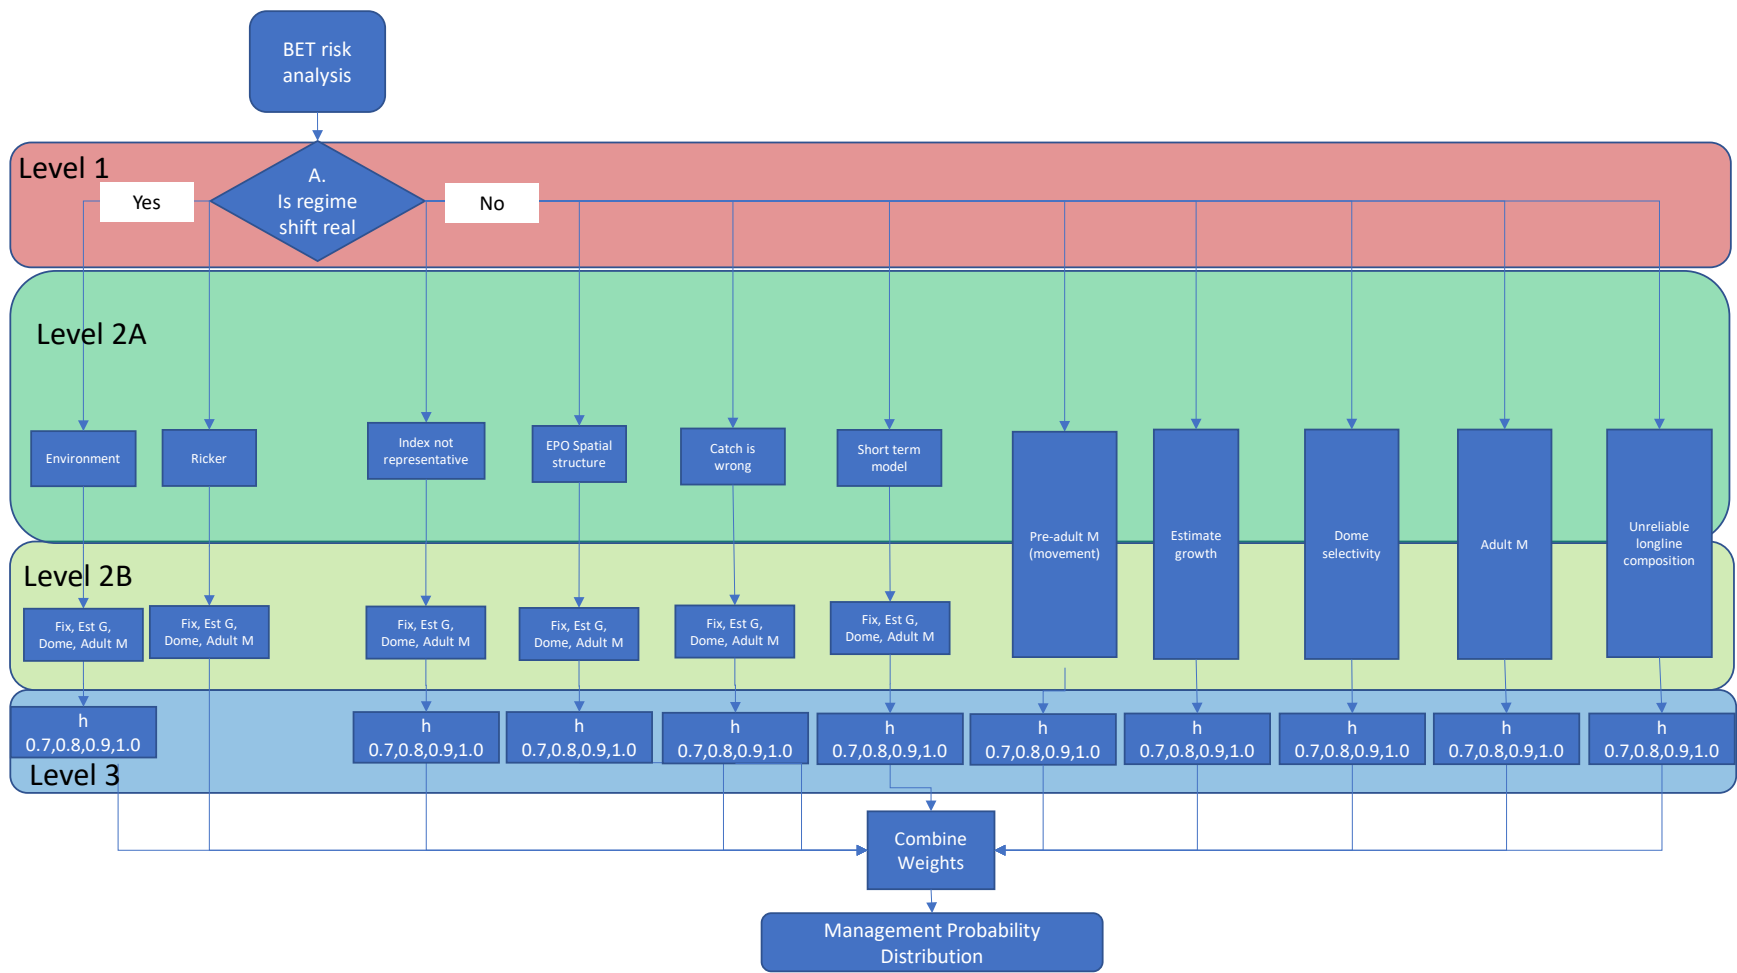 BET risk
analysis
Level 1
A.
Is regime
shift real
Yes
No
Level 2A
Environment
Ricker
Index not
representative
EPO Spatial
structure
Catch is
wrong
Short term
model
Pre-adult M
(movement)
Estimate
growth
Dome
selectivity
Adult M
Unreliable
longline
composition
Level 2B
Fix, Est G,
Dome, Adult M
Fix, Est G,
Dome, Adult M
Fix, Est G,
Dome, Adult M
Fix, Est G,
Dome, Adult M
Fix, Est G,
Dome, Adult M
Fix, Est G,
Dome, Adult M
h
0.7,0.8,0.9,1.0
h
0.7,0.8,0.9,1.0
h
0.7,0.8,0.9,1.0
h
0.7,0.8,0.9,1.0
h
0.7,0.8,0.9,1.0
h
0.7,0.8,0.9,1.0
h
0.7,0.8,0.9,1.0
h
0.7,0.8,0.9,1.0
h
0.7,0.8,0.9,1.0
h
0.7,0.8,0.9,1.0
Level 3
Combine
Weights
Management Probability
Distribution